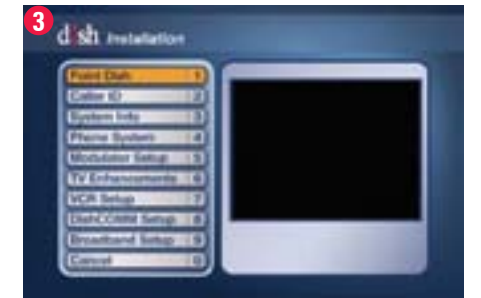 3
dish Installation
Point Dish 1
Caller ID 2
System Info 3
Phone System 4
Modulator Setup 5
TV Enhancements 6
VCR Setup 7
DishCOMM Setup 8
Broadband Setup 9
Cancel 0